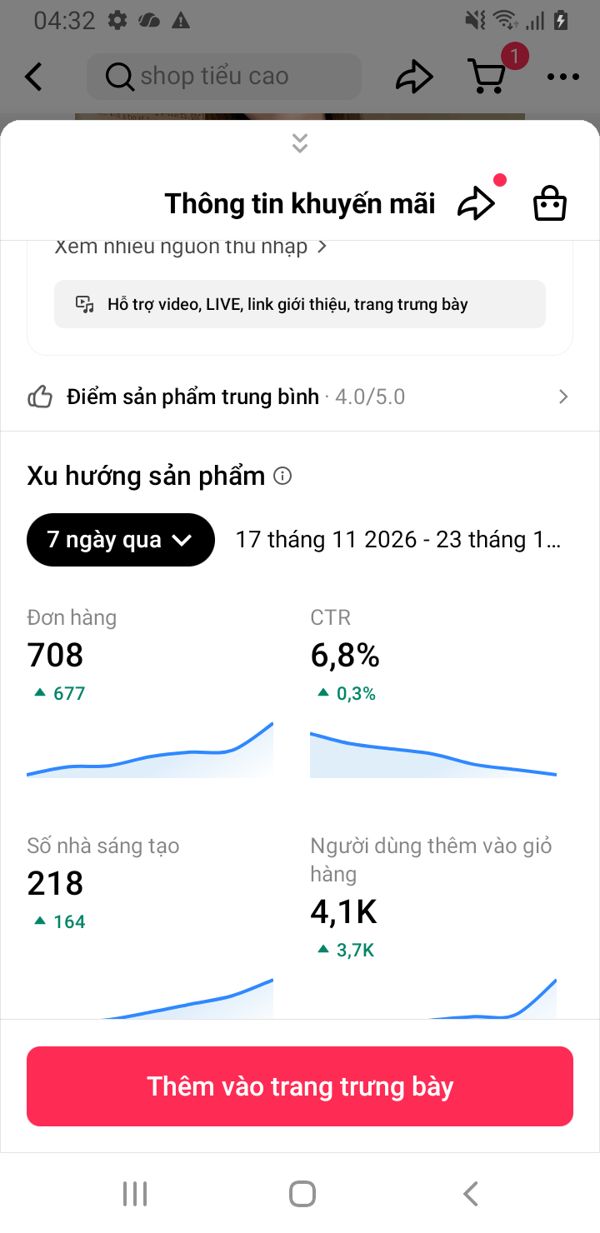 04:32
shop tiểu cao
1
Thông tin khuyến mãi
Xem nhiều nguồn thu nhập >
Hỗ trợ video, LIVE, link giới thiệu, trang trưng bày
Điểm sản phẩm trung bình · 4.0/5.0
Xu hướng sản phẩm
7 ngày qua 17 tháng 11 2026 - 23 tháng 1...
Đơn hàng
708
677
CTR
6,8%
0,3%
Số nhà sáng tạo
218
164
Người dùng thêm vào giỏ
hàng
4,1K
3,7K
Thêm vào trang trưng bày